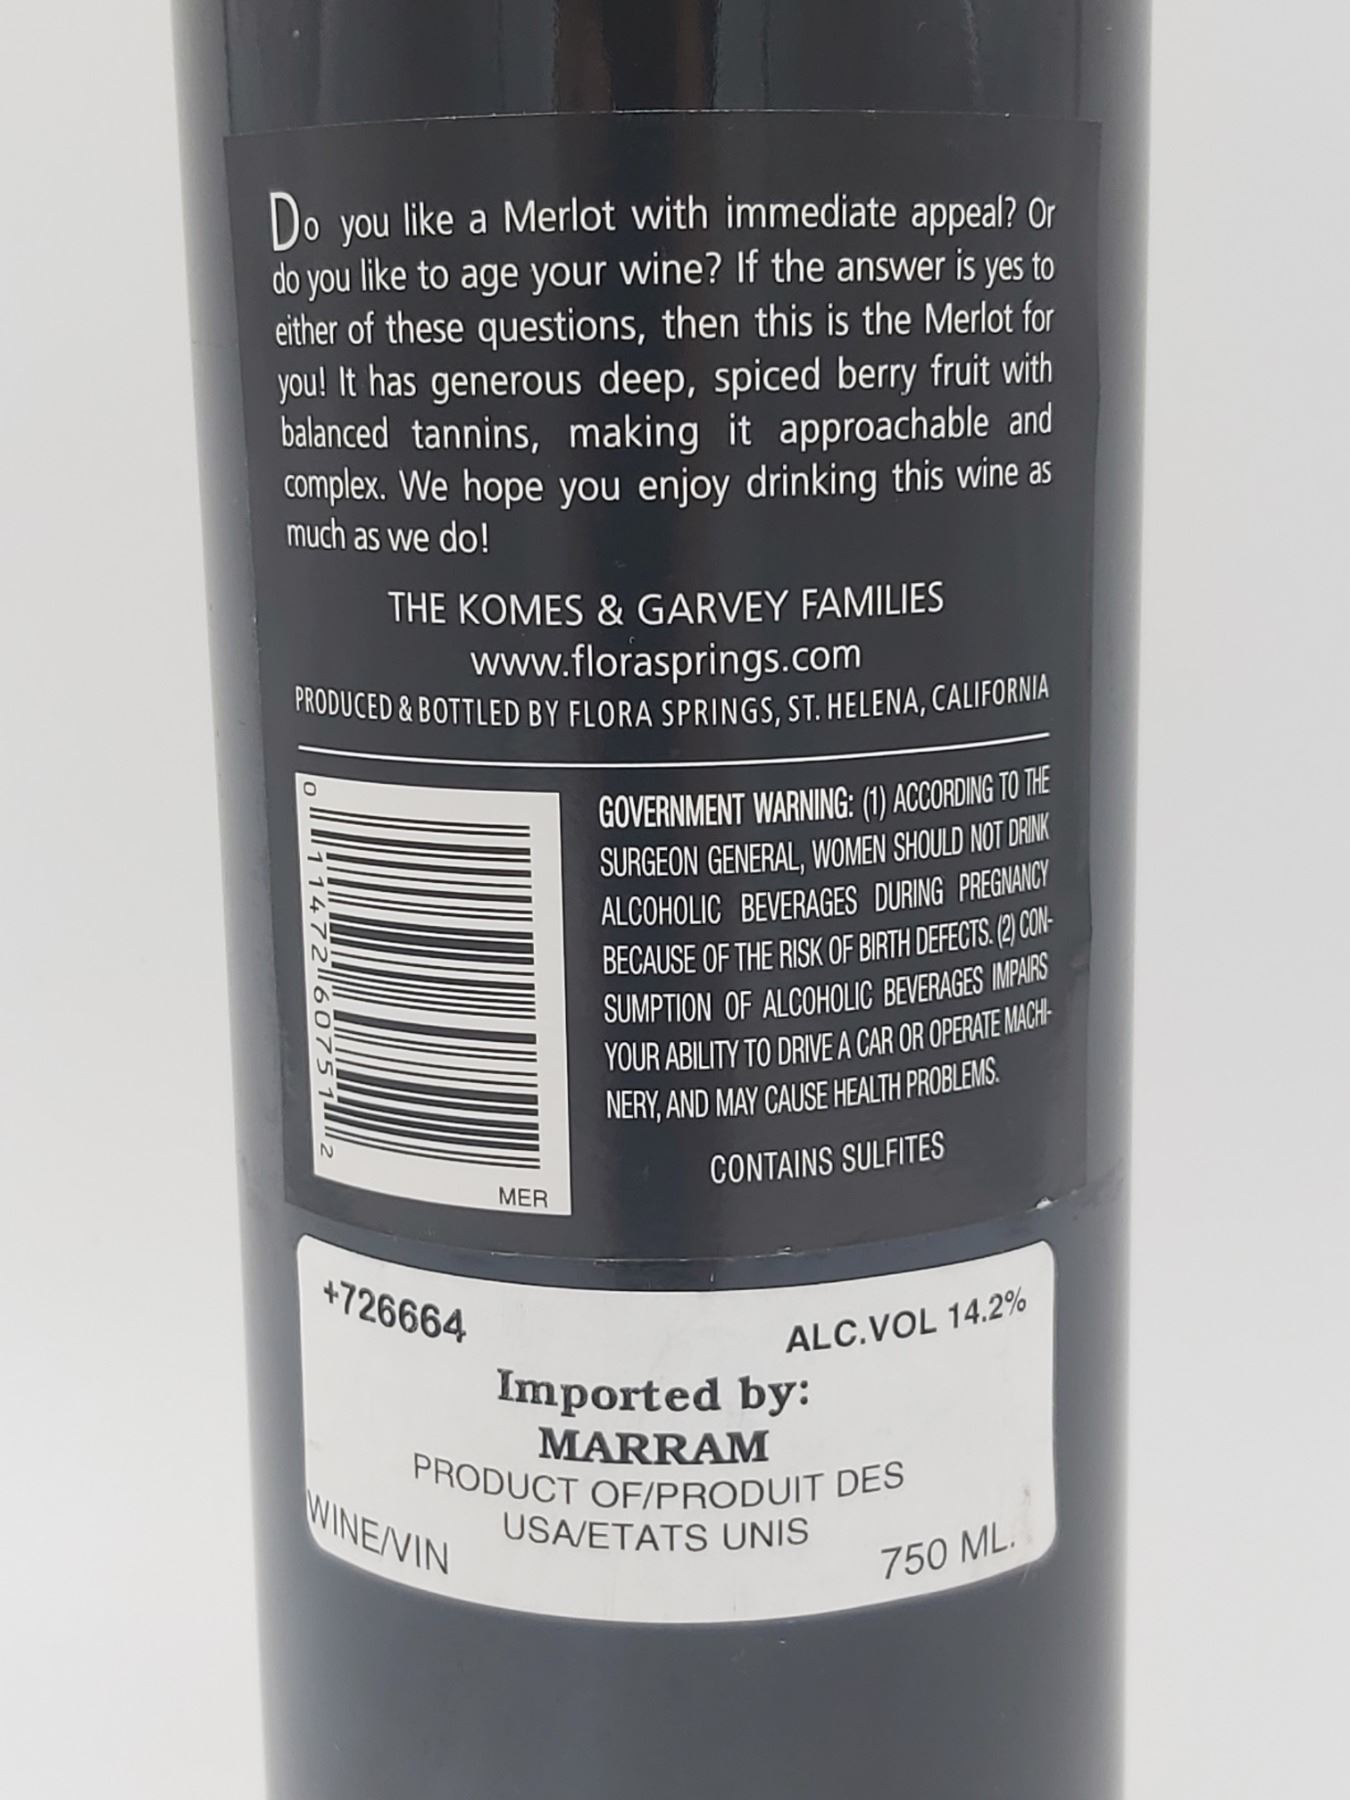 Do you like a Merlot with immediate appeal? Or
do you like to age your wine? If the answer is yes to
either of these questions, then this is the Merlot for
you! It has generous deep, spiced berry fruit with
balanced tannins, making it approachable and
complex. We hope you enjoy drinking this wine as
much as we do!
THE KOMES & GARVEY FAMILIES
www.florasprings.com
PRODUCED & BOTTLED BY FLORA SPRINGS, ST. HELENA, CALIFORNIA
0 11472 60751 2
MER
GOVERNMENT WARNING: (1) ACCORDING TO THE
SURGEON GENERAL, WOMEN SHOULD NOT DRINK
ALCOHOLIC BEVERAGES DURING PREGNANCY
BECAUSE OF THE RISK OF BIRTH DEFECTS. (2) CON-
SUMPTION OF ALCOHOLIC BEVERAGES IMPAIRS
YOUR ABILITY TO DRIVE A CAR OR OPERATE MACHI-
NERY, AND MAY CAUSE HEALTH PROBLEMS.
CONTAINS SULFITES
+726664
ALC.VOL 14.2%
Imported by:
MARRAM
PRODUCT OF/PRODUIT DES
USA/ETATS UNIS
WINE/VIN
750 ML.